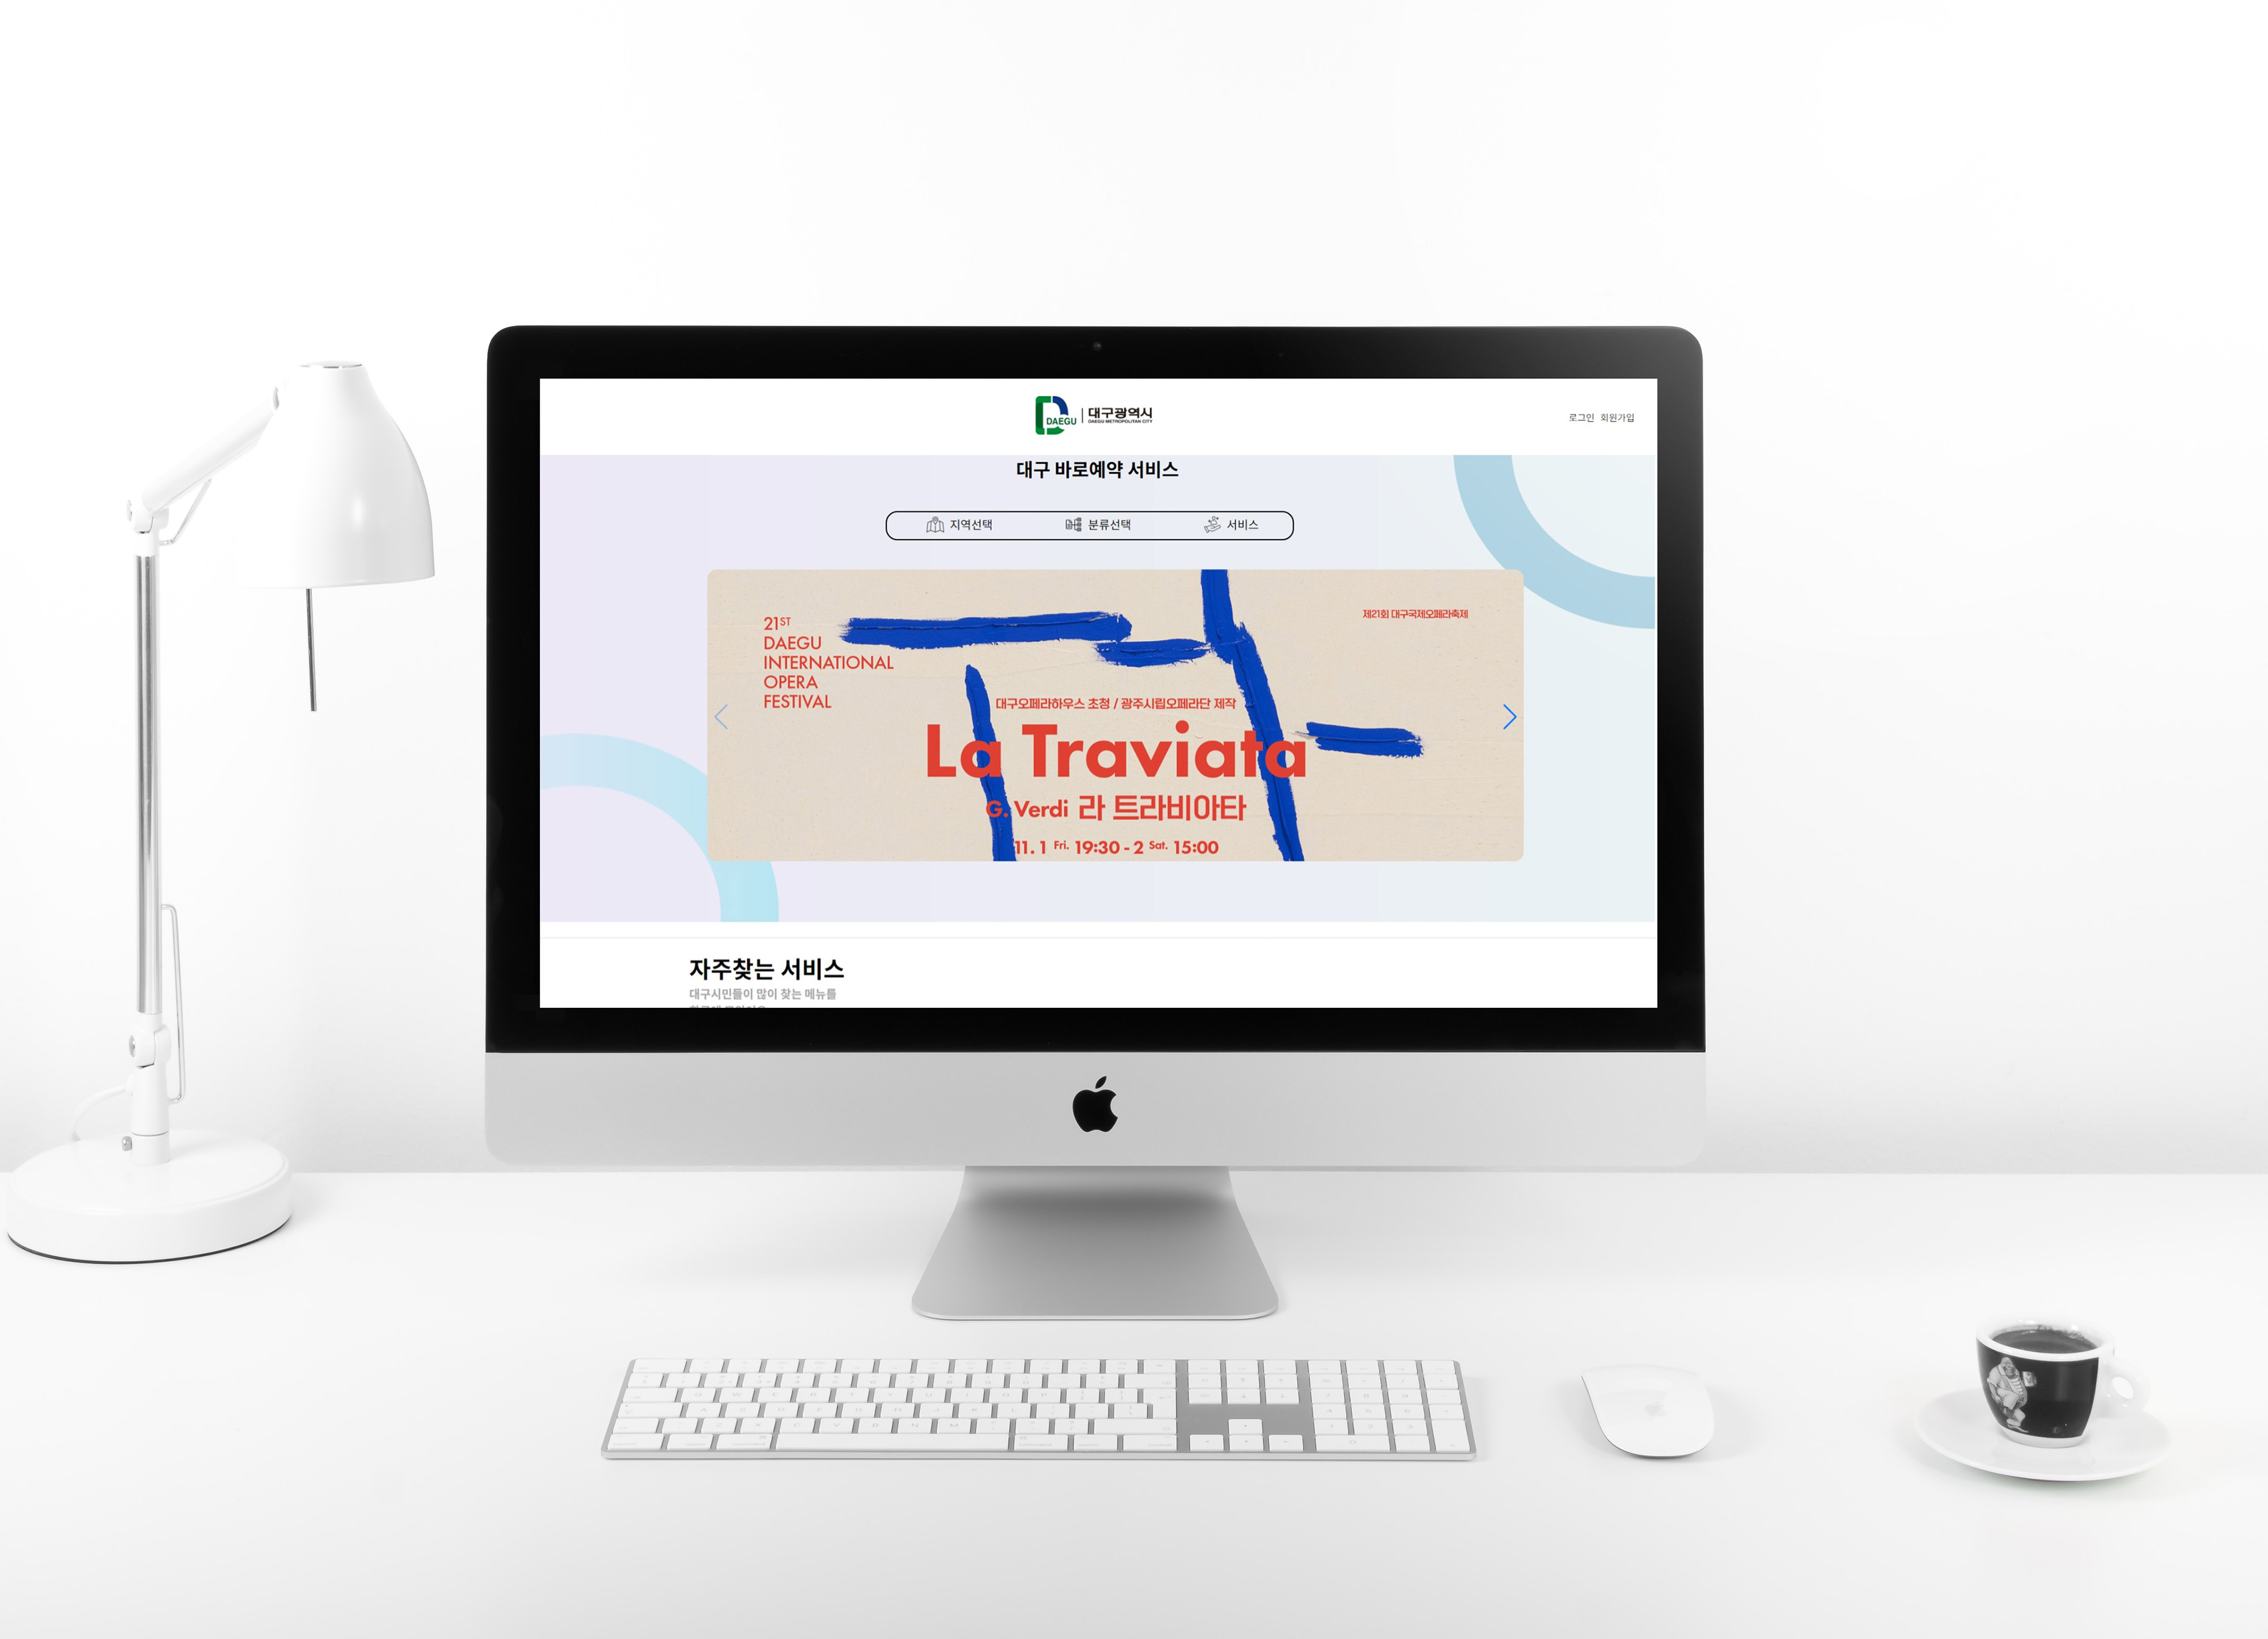 DAEGU
대구광역시
DAEGU METROPOLITAN CITY
로그인 회원가입
대구 바로예약 서비스
지역선택 분류선택 서비스
21ST
DAEGU
INTERNATIONAL
OPERA
FESTIVAL
제21회 대구국제오페라축제
대구오페라하우스 초청 / 광주시립오페라단 제작
La Traviata
G. Verdi 라 트라비아타
11. 1 Fri. 19:30 - 2 Sat. 15:00
자주찾는 서비스
대구시민들이 많이 찾는 메뉴를